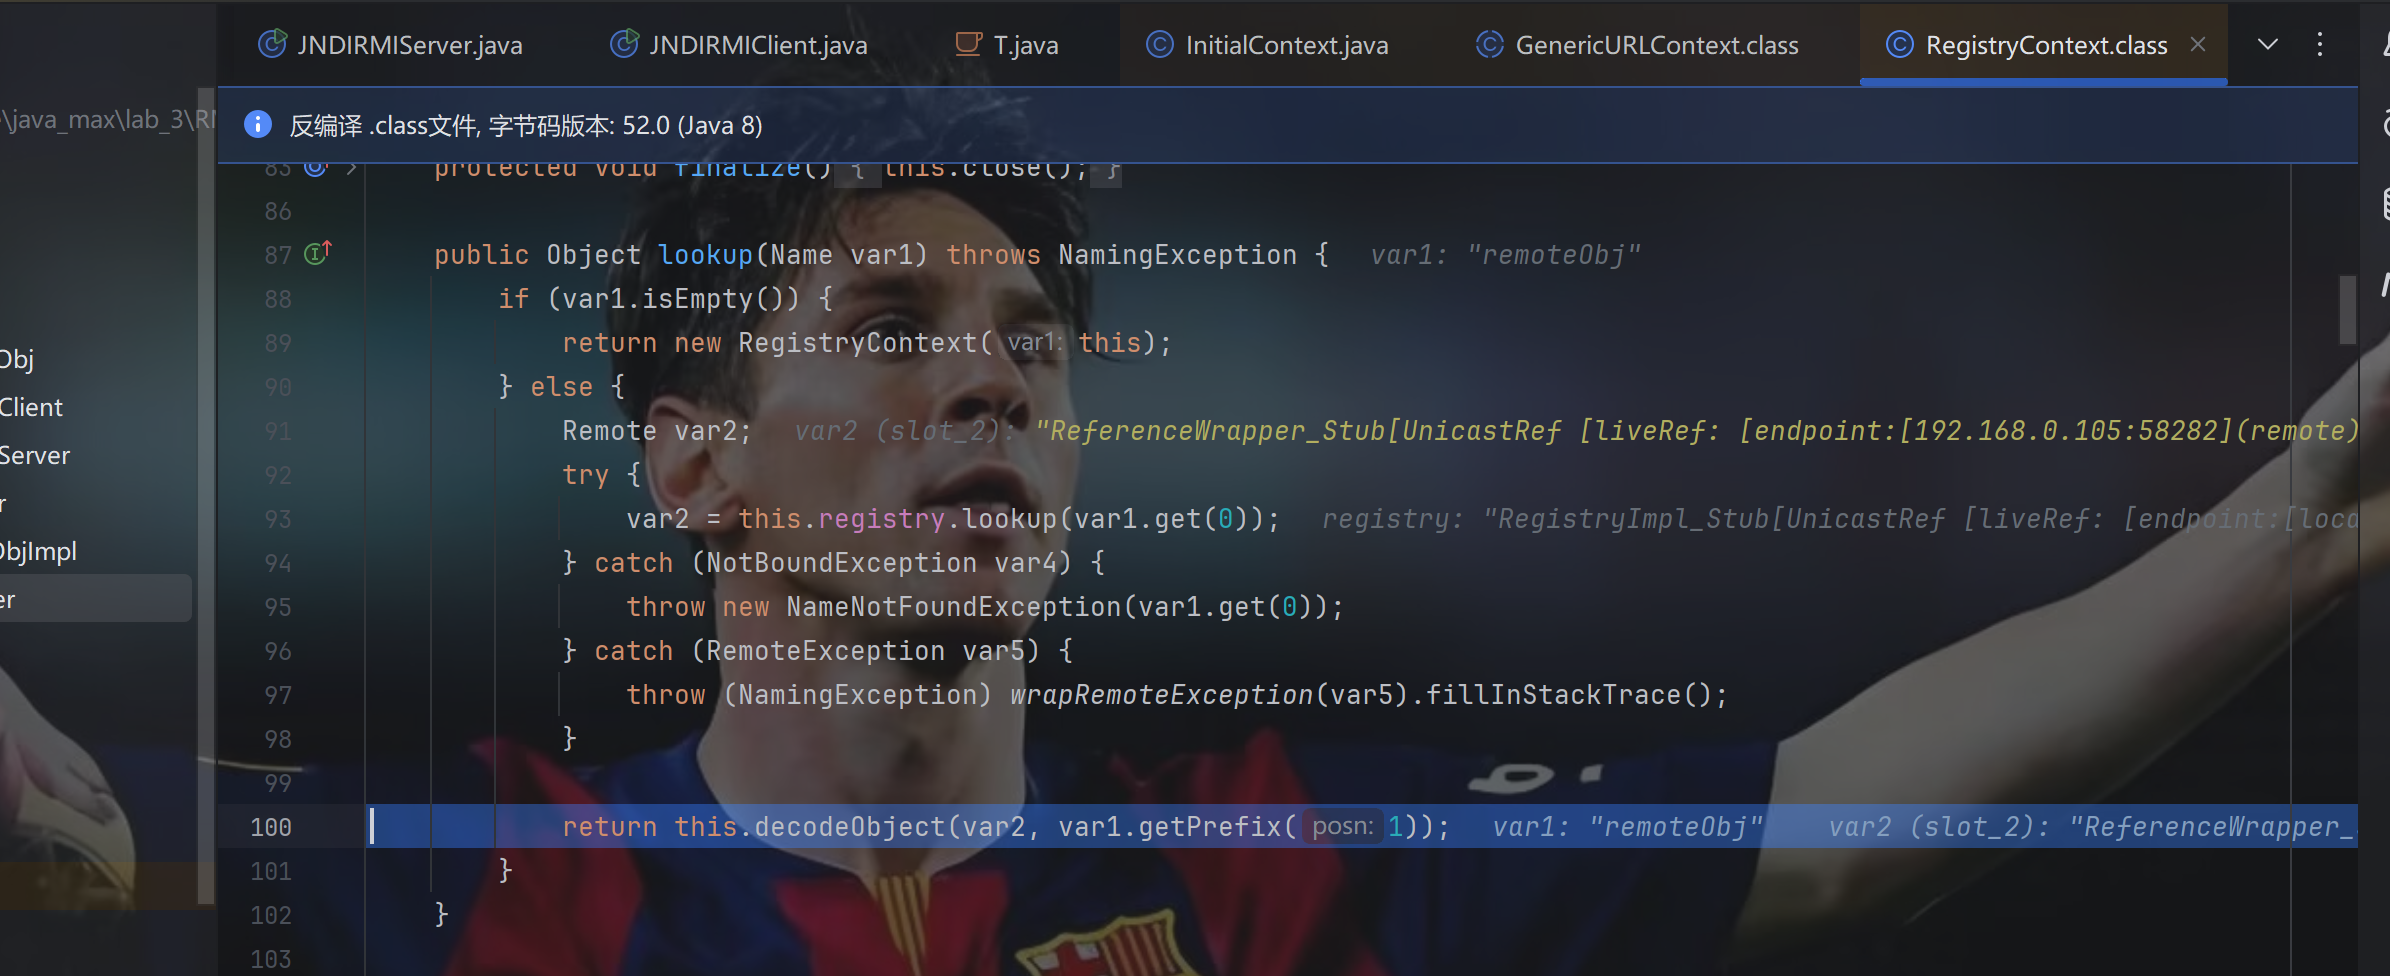 JNDIRMIServer.java JNDIRMIClient.java T.java InitialContext.java GenericURLContext.class RegistryContext.class
\java_max\lab_3\RM
反编译 .class文件, 字节码版本: 52.0 (Java 8)
85 protected void finalize() { this.close(); }
86
87 public Object lookup(Name var1) throws NamingException { var1: "remoteObj"
88 if (var1.isEmpty()) {
89 return new RegistryContext( var1: this);
90 } else {
91 Remote var2; var2 (slot_2): "ReferenceWrapper_Stub[UnicastRef [liveRef: [endpoint:[192.168.0.105:58282](remote)
92 try {
93 var2 = this.registry.lookup(var1.get(0)); registry: "RegistryImpl_Stub[UnicastRef [liveRef: [endpoint:[loca
94 } catch (NotBoundException var4) {
95 throw new NameNotFoundException(var1.get(0));
96 } catch (RemoteException var5) {
97 throw (NamingException) wrapRemoteException(var5).fillInStackTrace();
98 }
99
100 return this.decodeObject(var2, var1.getPrefix( posn: 1)); var1: "remoteObj" var2 (slot_2): "ReferenceWrapper_
101 }
102 }
103
Obj
Client
Server
r
ObjImpl
er